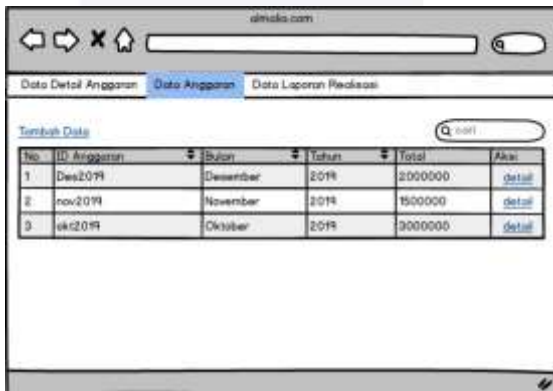 almalia.com
Data Detail Anggaran Data Anggaran Data Laporan Realisasi
Tambah Data cari
No ID Anggaran Bulan Tahun Total Aksi
1 Des2019 Desember 2019 2000000 detail
2 nov2019 November 2019 1500000 detail
3 okt2019 Oktober 2019 3000000 detail